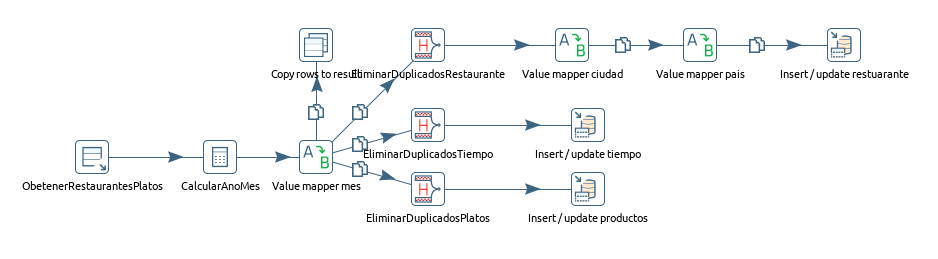 Copy rows to result
EliminarDuplicadosRestaurante
Value mapper ciudad
Value mapper pais
Insert / update restuarante
EliminarDuplicadosTiempo
Insert / update tiempo
ObetenerRestaurantesPlatos
CalcularAnoMes
Value mapper mes
EliminarDuplicadosPlatos
Insert / update productos